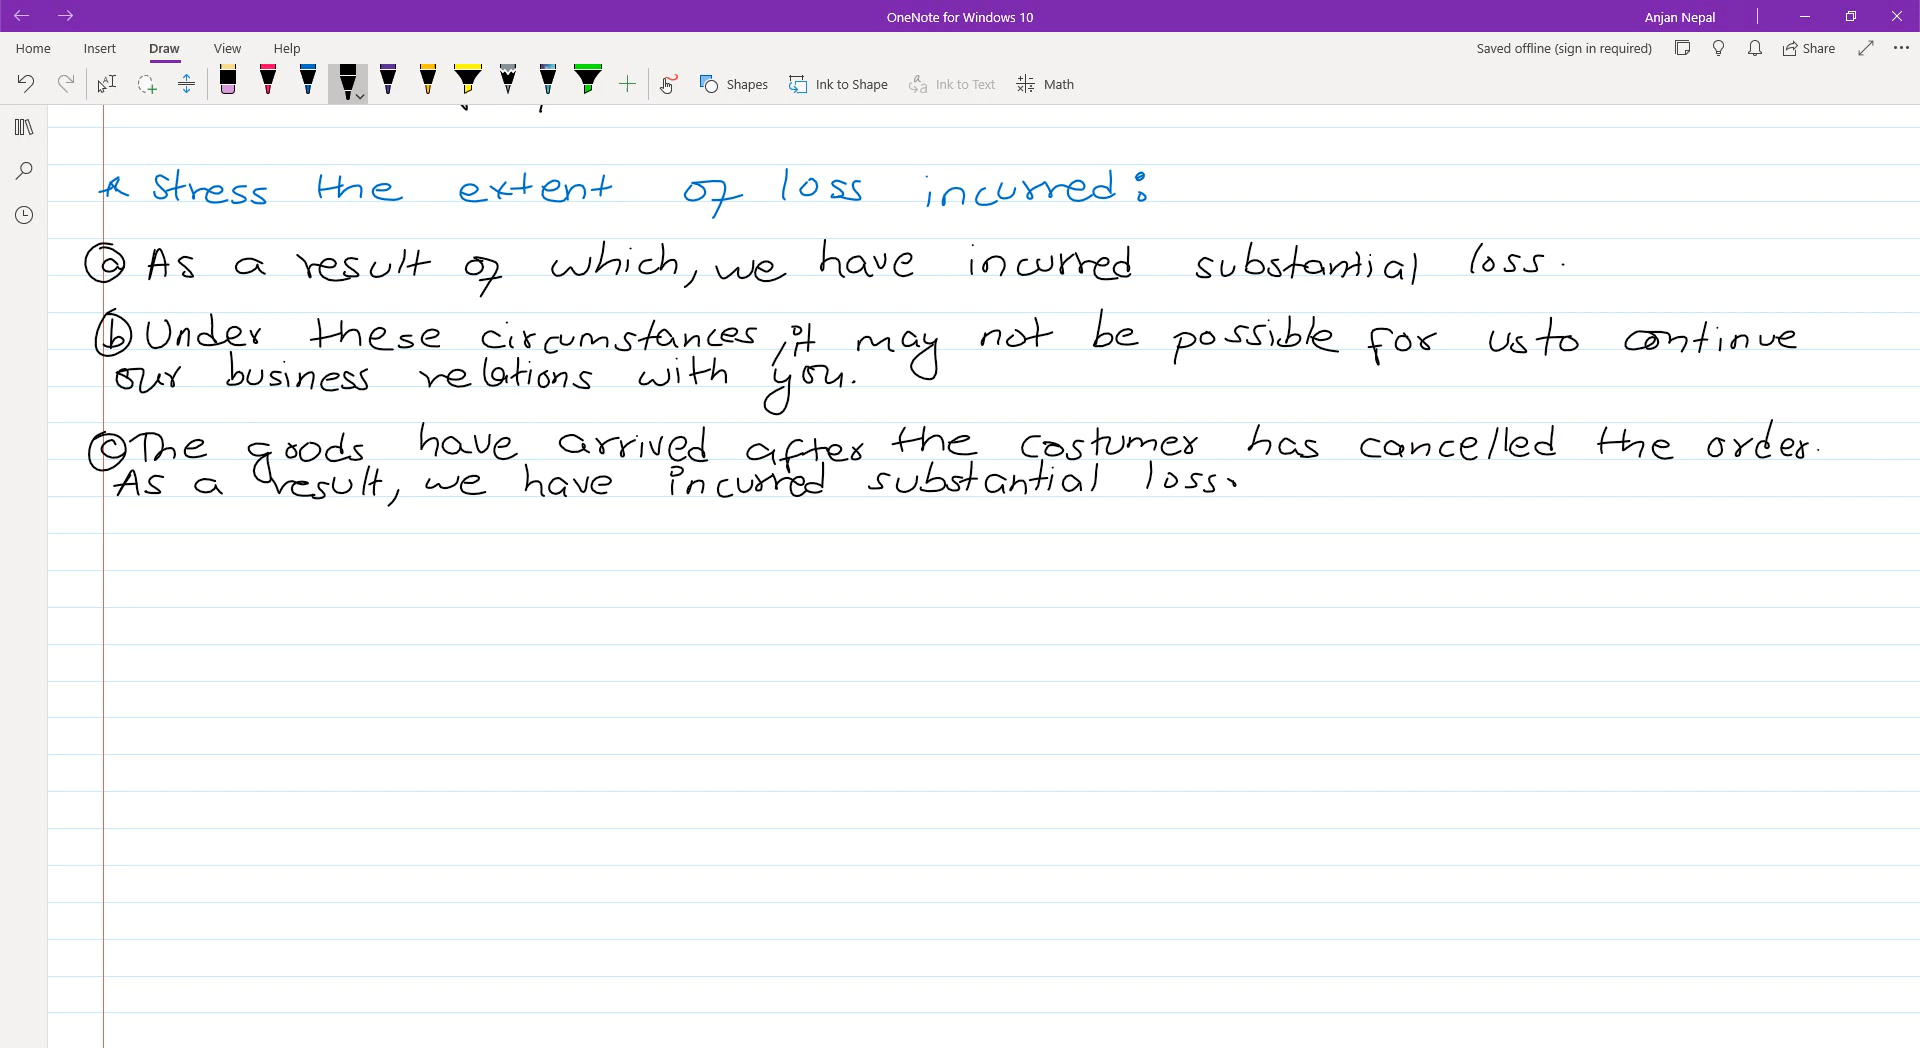 OneNote for Windows 10
Anjan Nepal
Home Insert Draw View Help
Saved offline (sign in required)
Share
Shapes
Ink to Shape
Ink to Text
Math
* Stress the extent of loss incurred:
ⓐ As a result of which, we have incurred substantial loss.
ⓑ Under these circumstances, it may not be possible for us to continue
our business relations with you.
ⓒ The goods have arrived after the costumer has cancelled the order.
As a result, we have incurred substantial loss.